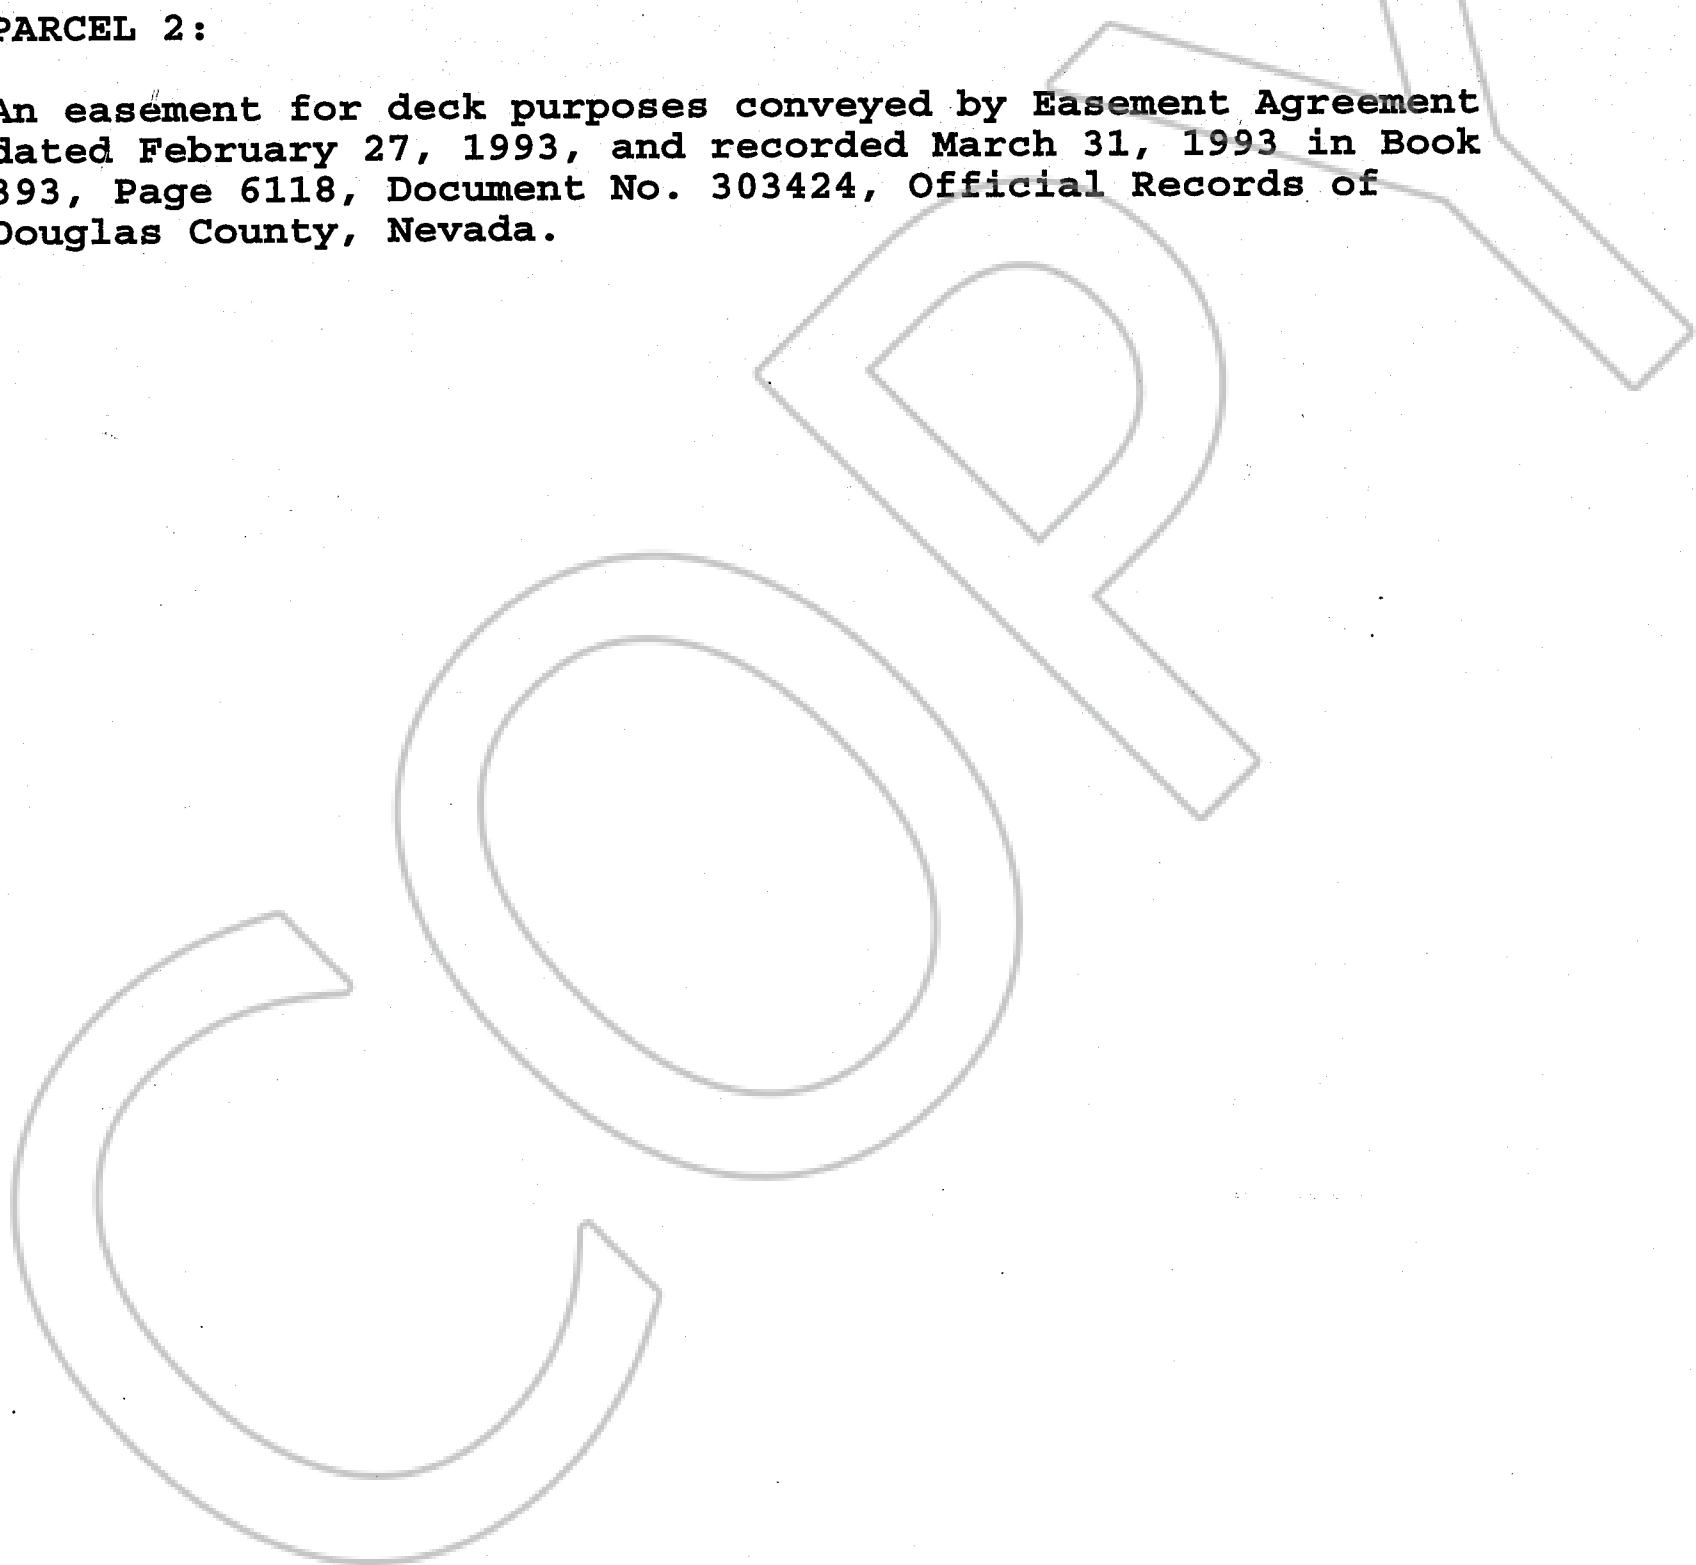 PARCEL 2:
An easement for deck purposes conveyed by Easement Agreement
dated February 27, 1993, and recorded March 31, 1993 in Book
393, Page 6118, Document No. 303424, Official Records of
Douglas County, Nevada.
COPY